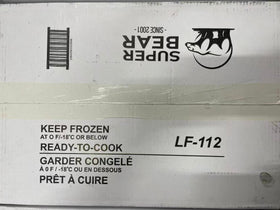 SUPER
BEAR
- SINCE 2001 -
KEEP FROZEN
AT O F/-18°C OR BELOW
READY-TO-COOK
GARDER CONGELÉ
À 0 F / -18°C OU EN DESSOUS
PRÊT À CUIRE
LF-112